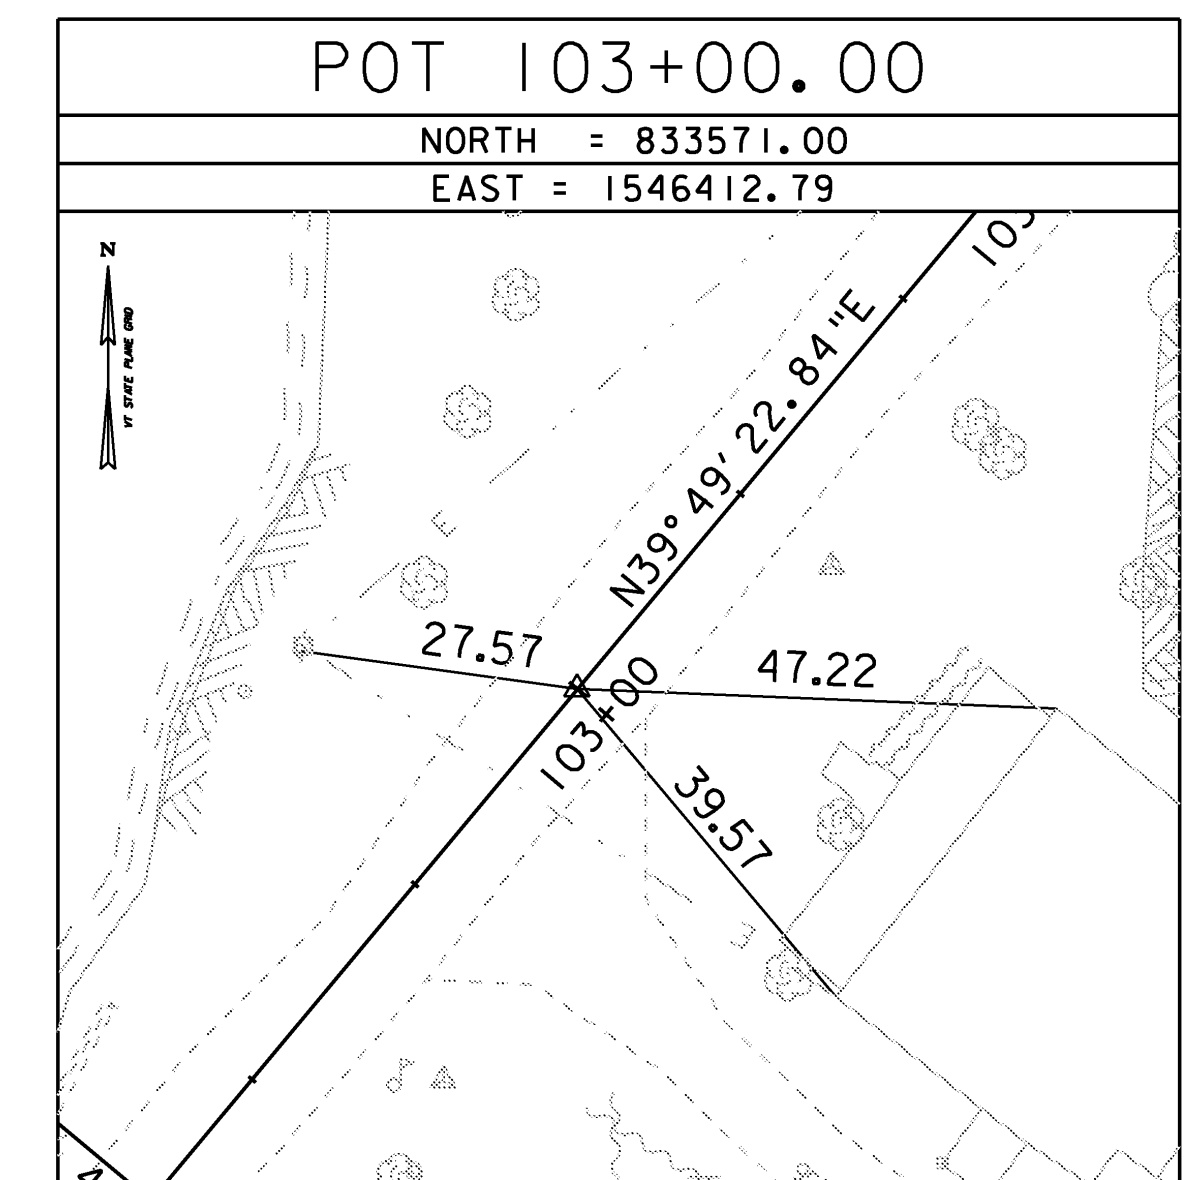 POT 103+00.00
NORTH = 833571.00
EAST = 1546412.79
N
VT STATE PLANE GRID
103
N39° 49' 22.84"E
E
27.57
47.22
103+00
39.57
E
4